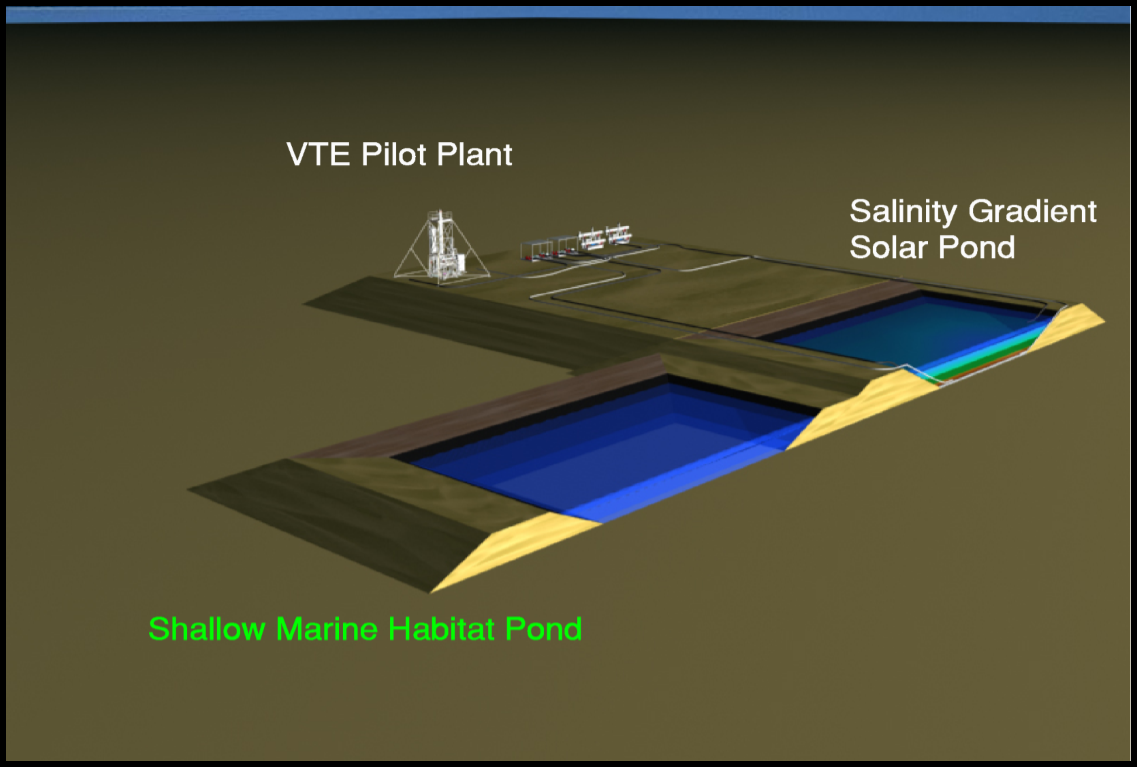 VTE Pilot Plant
Salinity Gradient
Solar Pond
Shallow Marine Habitat Pond